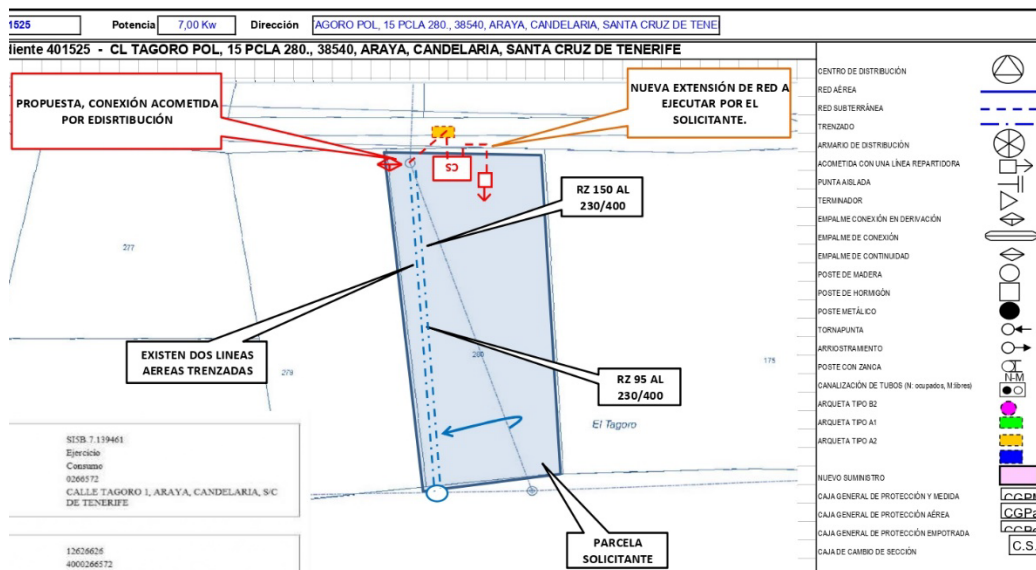 1525 Potencia 7,00 Kw Dirección AGORO POL, 15 PCLA 280., 38540, ARAYA, CANDELARIA, SANTA CRUZ DE TENE
diente 401525 - CL TAGORO POL, 15 PCLA 280., 38540, ARAYA, CANDELARIA, SANTA CRUZ DE TENERIFE
PROPUESTA, CONEXIÓN ACOMETIDA
POR EDISRTIBUCIÓN
NUEVA EXTENSIÓN DE RED A
EJECUTAR POR EL
SOLICITANTE.
CS
RZ 150 AL
230/400
277
EXISTEN DOS LINEAS
AEREAS TRENZADAS
279
280
175
RZ 95 AL
230/400
El Tagoro
PARCELA
SOLICITANTE
SISB.7.139461
Ejercicio
Consumo
0266572
CALLE TAGORO 1, ARAYA, CANDELARIA, S/C
DE TENERIFE
12626626
4000266572
CENTRO DE DISTRIBUCIÓN
RED AÉREA
RED SUBTERRÁNEA
TRENZADO
ARMARIO DE DISTRIBUCIÓN
ACOMETIDA CON UNA LÍNEA REPARTIDORA
PUNTA AISLADA
TERMINADOR
EMPALME CONEXIÓN EN DERIVACIÓN
EMPALME DE CONEXIÓN
EMPALME DE CONTINUIDAD
POSTE DE MADERA
POSTE DE HORMIGÓN
POSTE METÁLICO
TORNAPUNTA
ARRIOSTRAMIENTO
POSTE CON ZANCA
N-M
CANALIZACIÓN DE TUBOS (N: ocupados, M:libres)
ARQUETA TIPO B2
ARQUETA TIPO A1
ARQUETA TIPO A2
NUEVO SUMINISTRO
CAJA GENERAL DE PROTECCIÓN Y MEDIDA CGPM
CAJA GENERAL DE PROTECCIÓN AÉREA CGPa
CAJA GENERAL DE PROTECCIÓN EMPOTRADA
CAJA DE CAMBIO DE SECCIÓN C.S.